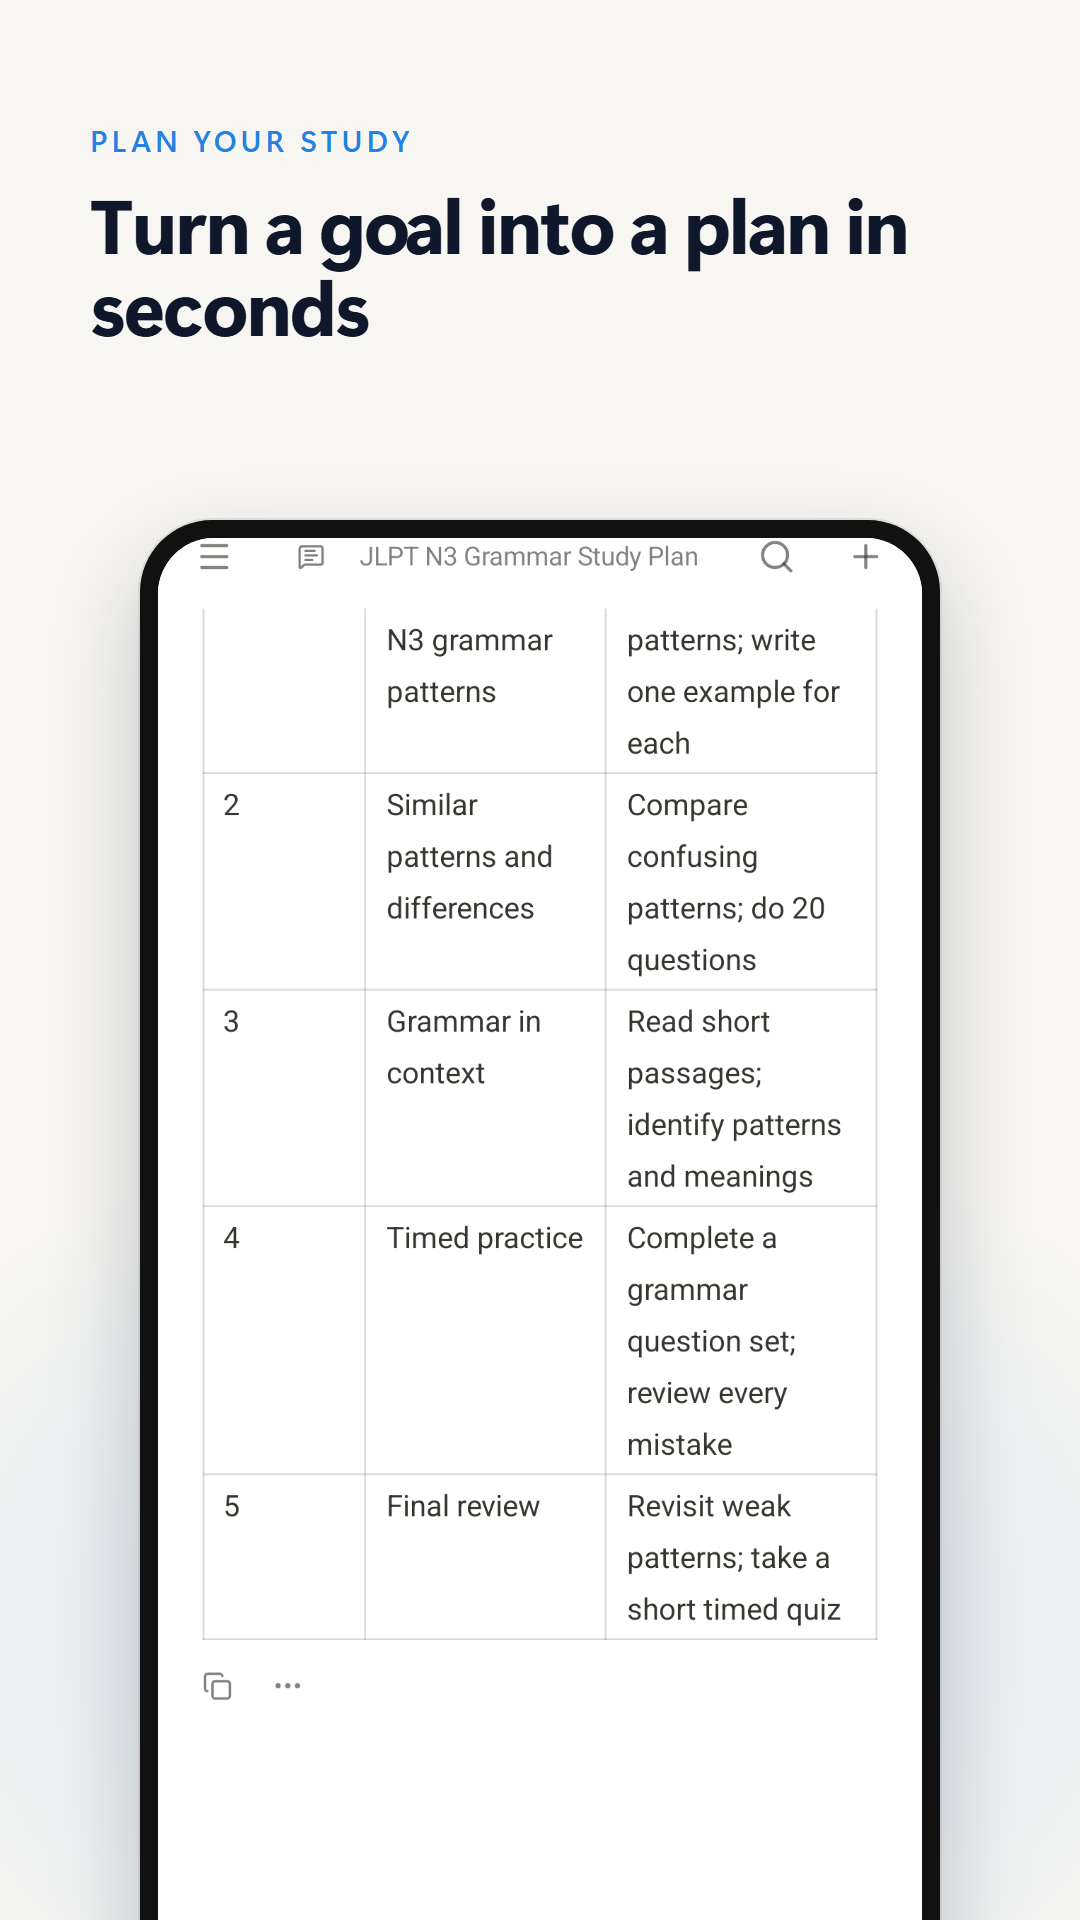 PLAN YOUR STUDY
Turn a goal into a plan in
seconds
JLPT N3 Grammar Study Plan
N3 grammar
patterns
patterns; write
one example for
each
2
Similar
patterns and
differences
Compare
confusing
patterns; do 20
questions
3
Grammar in
context
Read short
passages;
identify patterns
and meanings
4
Timed practice
Complete a
grammar
question set;
review every
mistake
5
Final review
Revisit weak
patterns; take a
short timed quiz